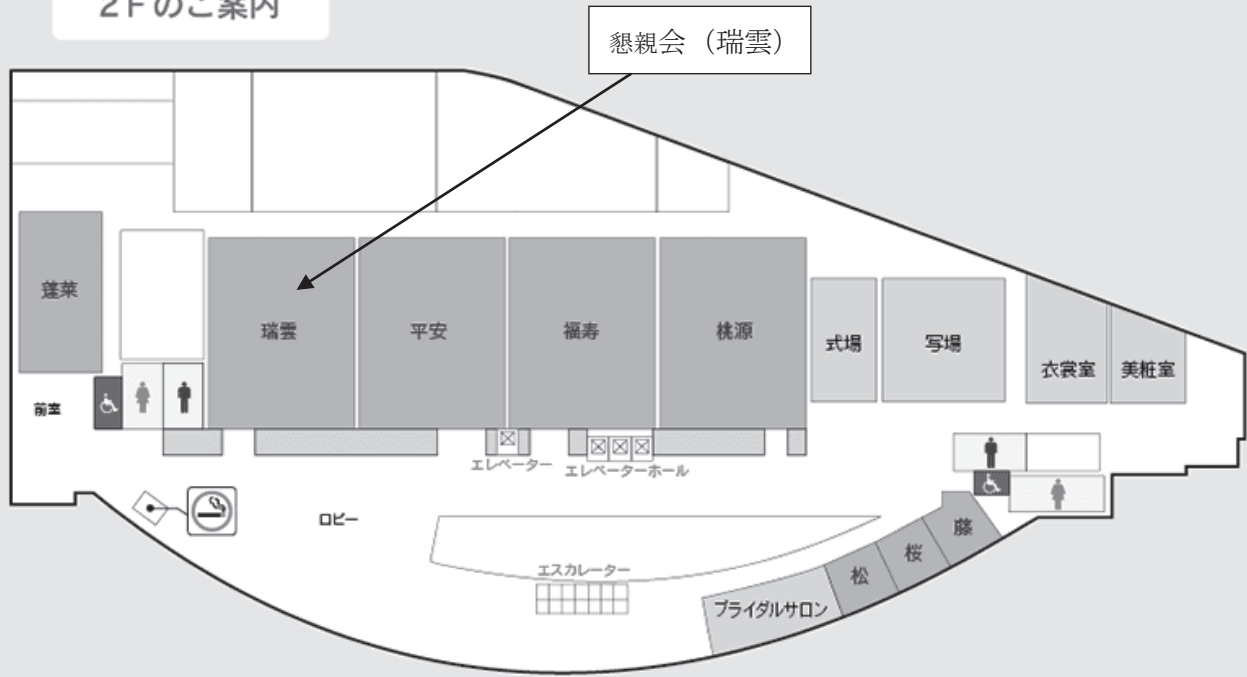 2Fのご案内
懇親会（瑞雲）
蓬莱
瑞雲
平安
福寿
桃源
式場
写場
衣裳室
美粧室
前室
エレベーター
エレベーターホール
ロビー
エスカレーター
ブライダルサロン
松
桜
藤